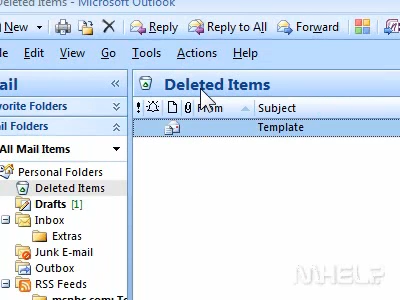 Deleted Items - Microsoft Outlook
New Reply Reply to All Forward
Edit View Go Tools Actions Help
Mail «
Favorite Folders
Mail Folders
All Mail Items
Personal Folders
Deleted Items
Drafts [1]
Inbox
Extras
Junk E-mail
Outbox
RSS Feeds
Deleted Items
! From Subject
Template
MHELP